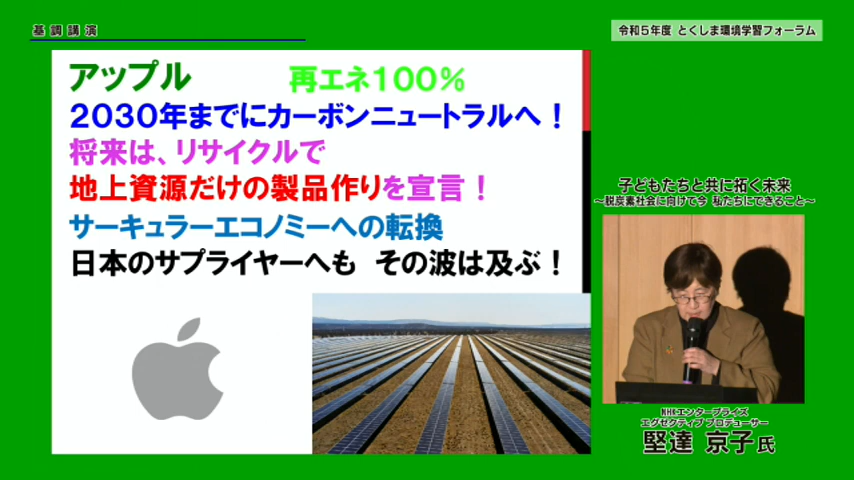 基調講演
令和5年度 とくしま環境学習フォーラム
アップル 再エネ100%
2030年までにカーボンニュートラルへ！
将来は、リサイクルで
地上資源だけの製品作りを宣言！
サーキュラーエコノミーへの転換
日本のサプライヤーへも その波は及ぶ！
子どもたちと共に拓く未来
～脱炭素社会に向けて今 私たちにできること～
NHKエンタープライズ
エグゼクティブ プロデューサー
堅達 京子 氏